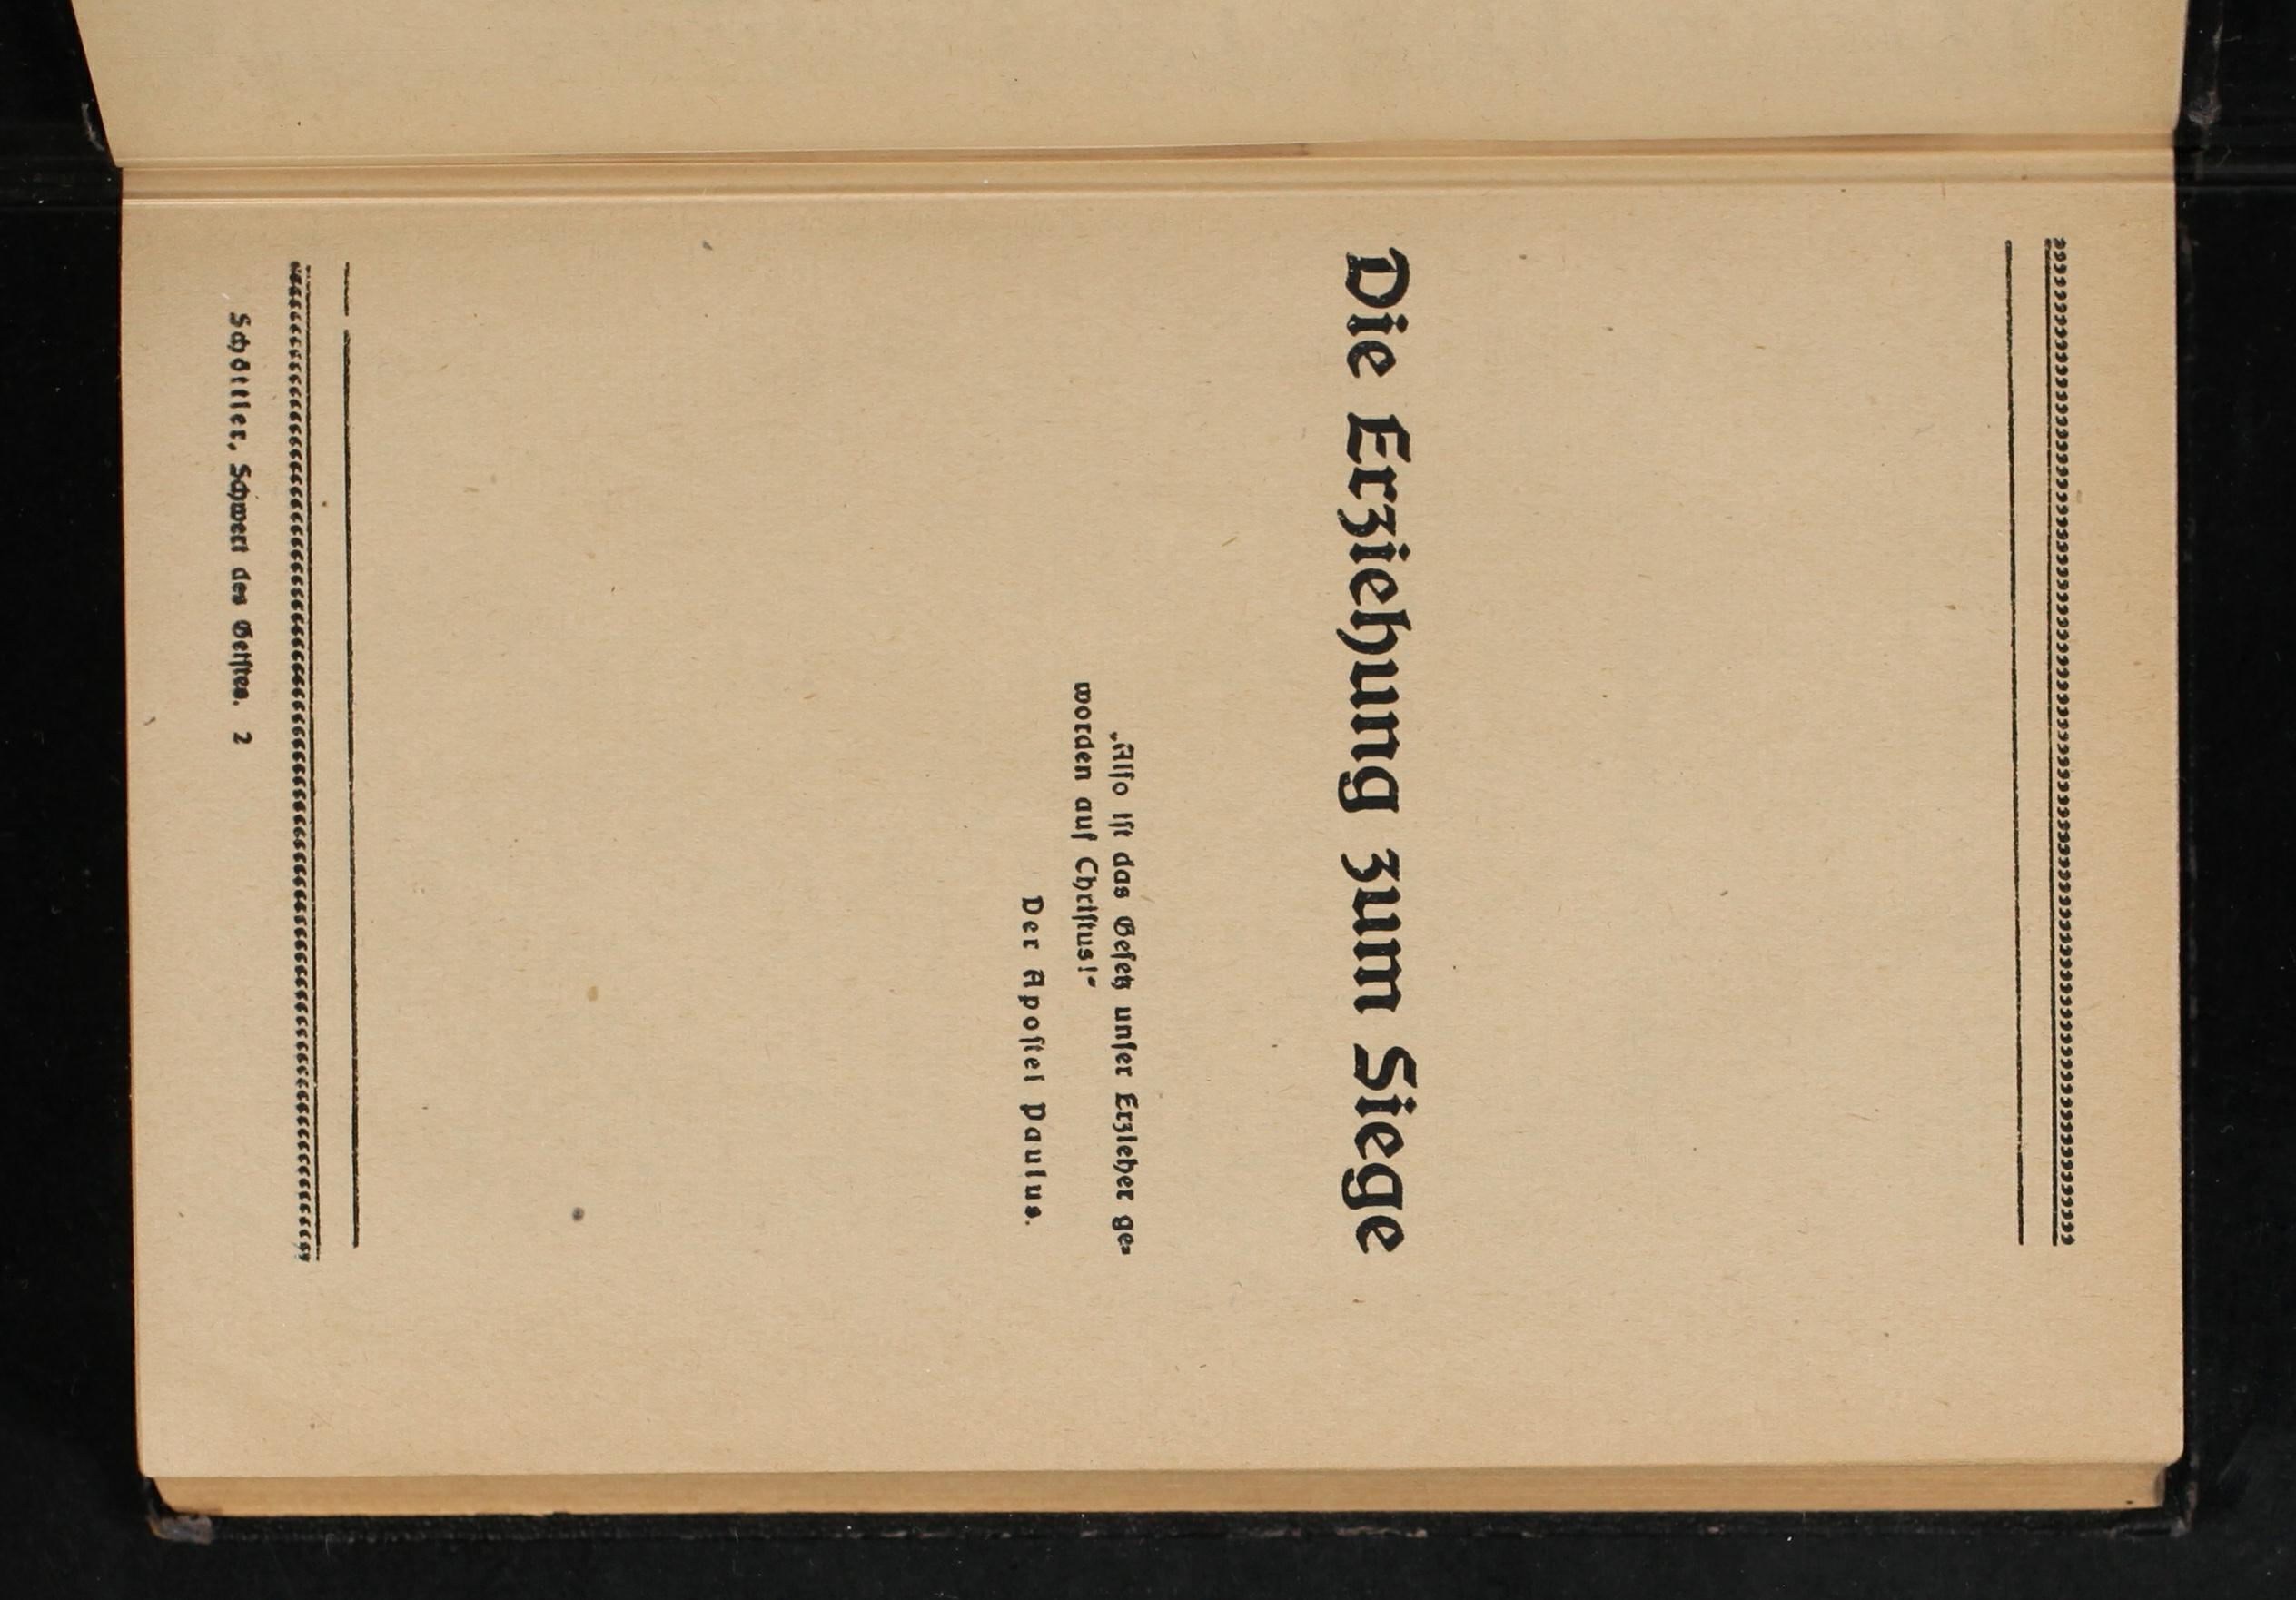 Die Erziehung zum Siege
„Also ist das Gesetz unser Erzieher ge-
worden auf Christus!“
Der Apostel Paulus.
Schöttler, Schwert des Geistes. 2